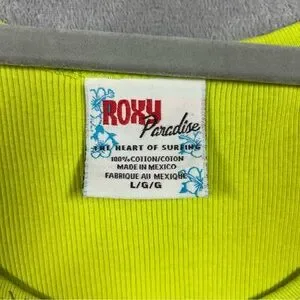 ROXY
Paradise
THE HEART OF SURFING
100% COTTON/COTON
MADE IN MEXICO
FABRIQUE AU MEXIQUE
L/G/G